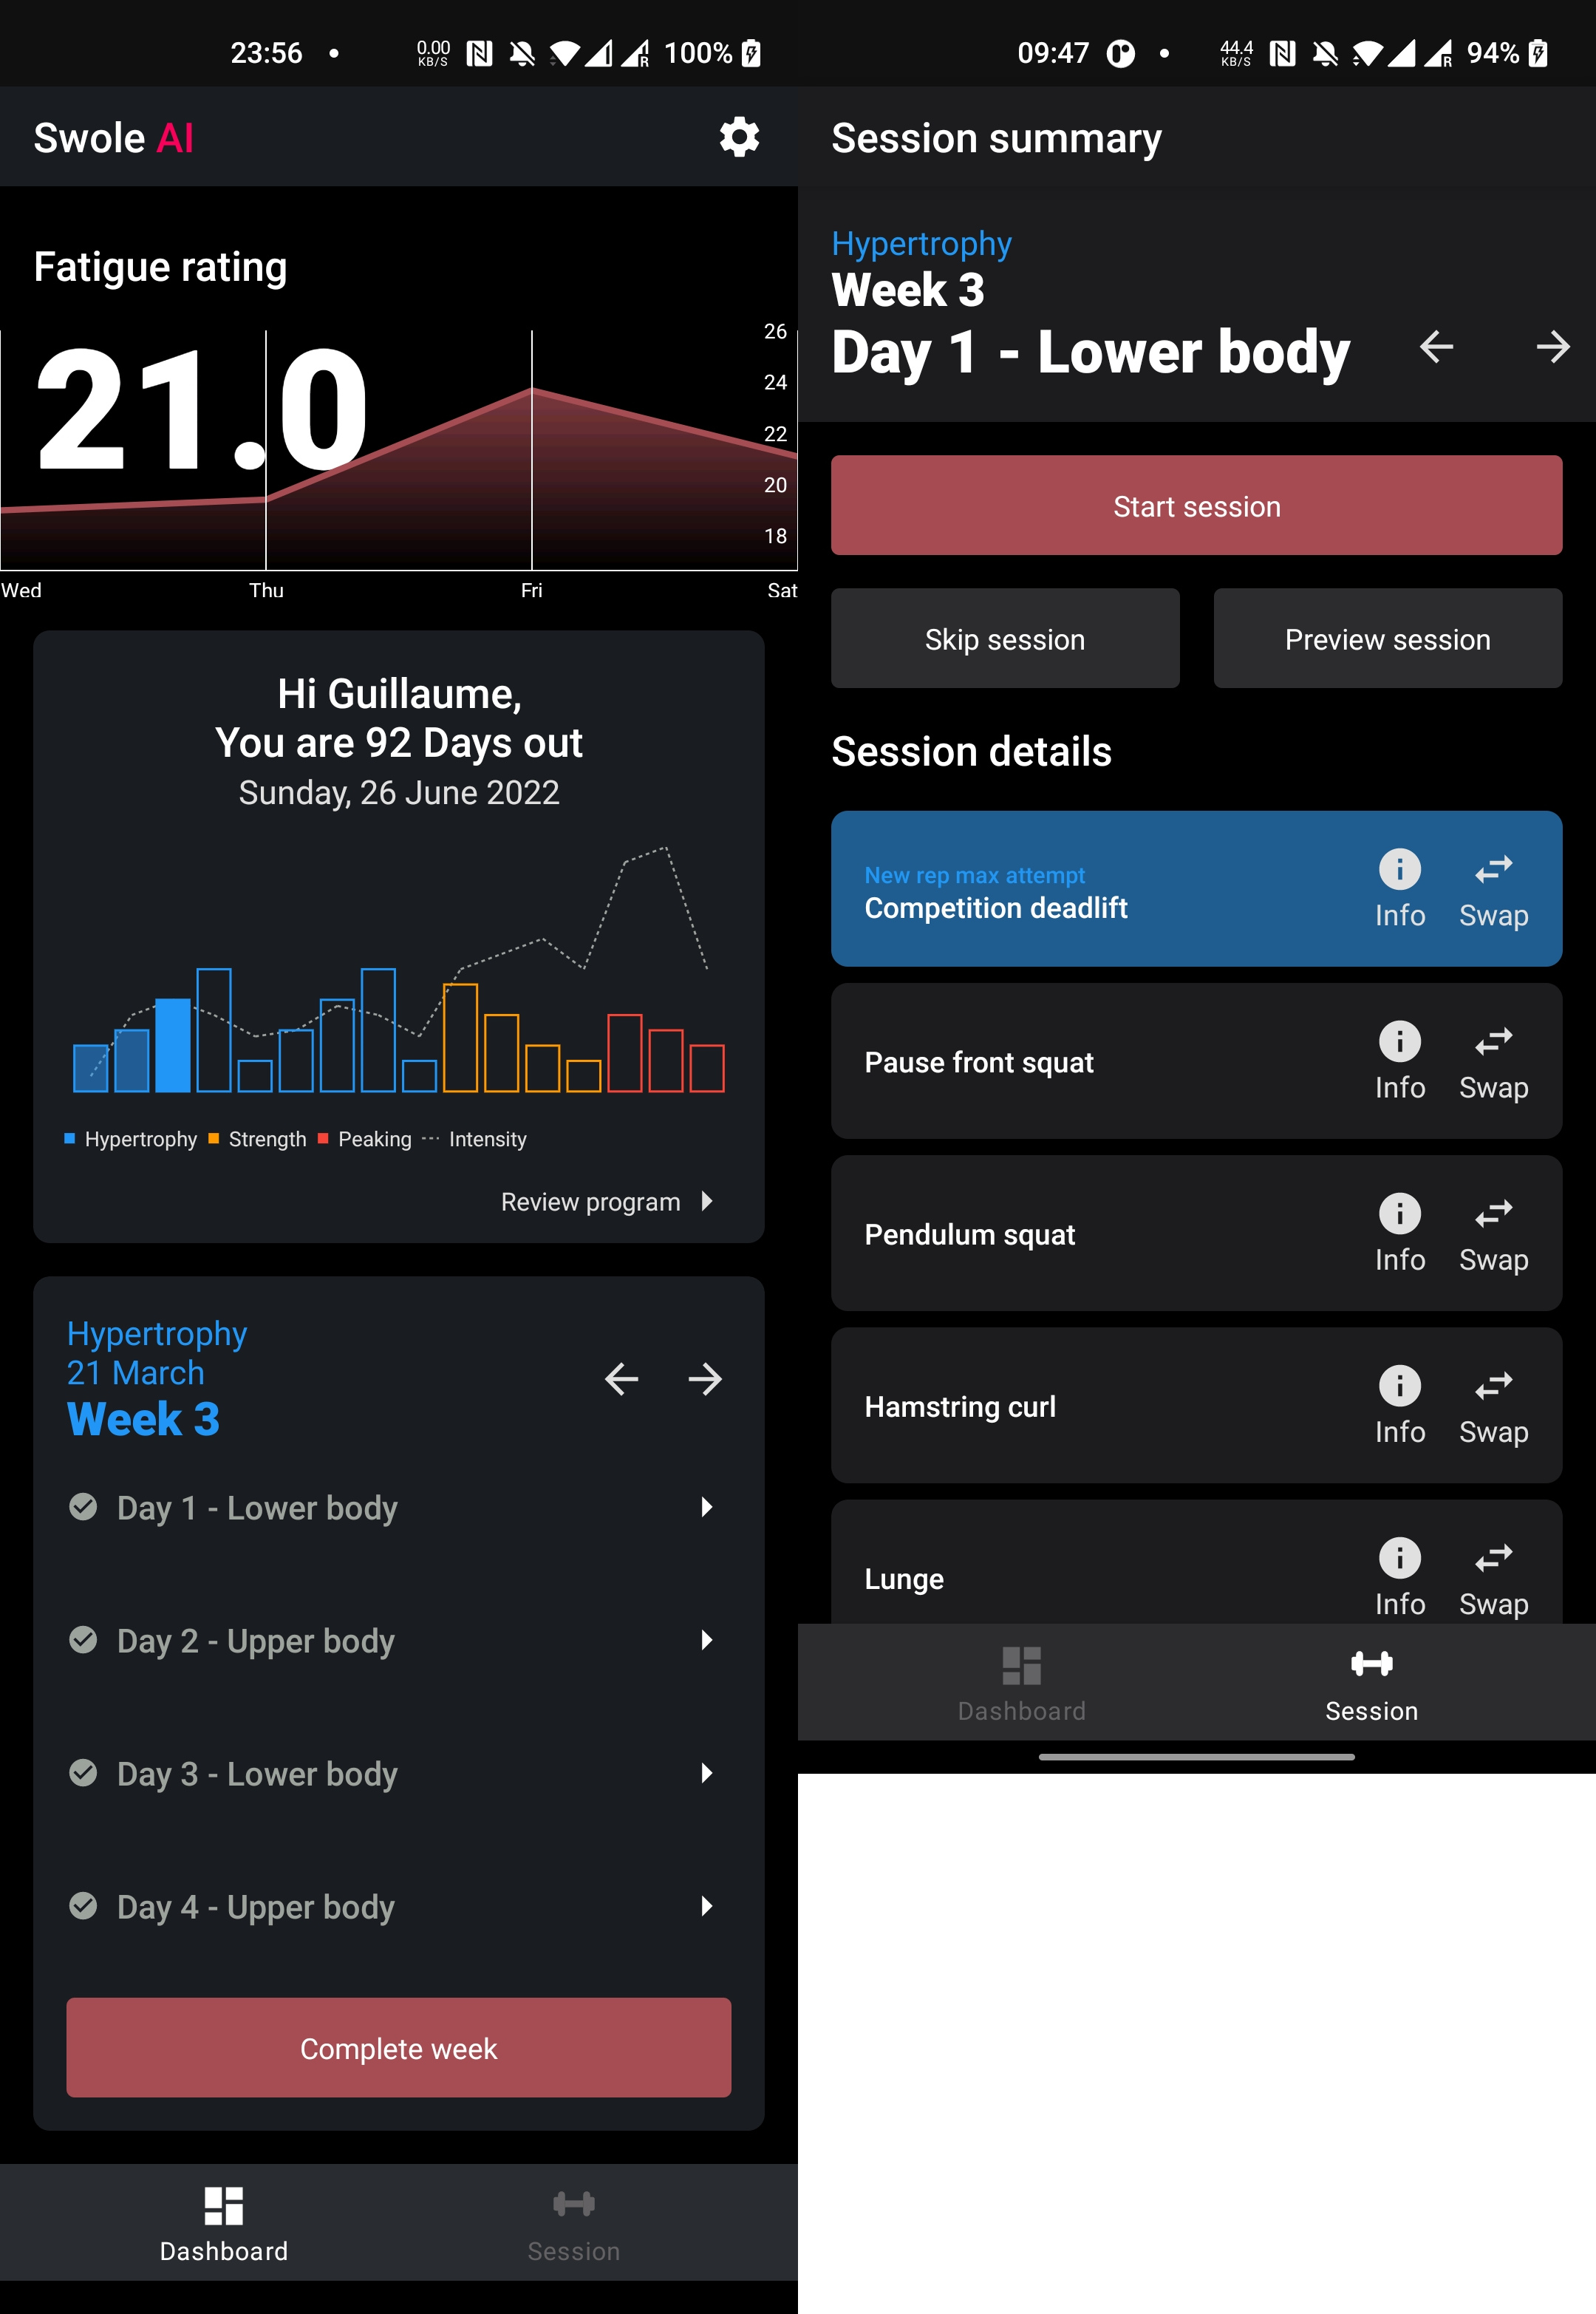 23:56
0.00
KB/S
R
100%
Swole AI
Fatigue rating
21.0
26
24
22
20
18
Wed
Thu
Fri
Sat
Hi Guillaume,
You are 92 Days out
Sunday, 26 June 2022
Hypertrophy
Strength
Peaking
Intensity
Review program
Hypertrophy
21 March
Week 3
Day 1 - Lower body
Day 2 - Upper body
Day 3 - Lower body
Day 4 - Upper body
Complete week
Dashboard
Session
09:47
44.4
KB/S
R
94%
Session summary
Hypertrophy
Week 3
Day 1 - Lower body
Start session
Skip session
Preview session
Session details
New rep max attempt
Competition deadlift
Info
Swap
Pause front squat
Info
Swap
Pendulum squat
Info
Swap
Hamstring curl
Info
Swap
Lunge
Info
Swap
Dashboard
Session